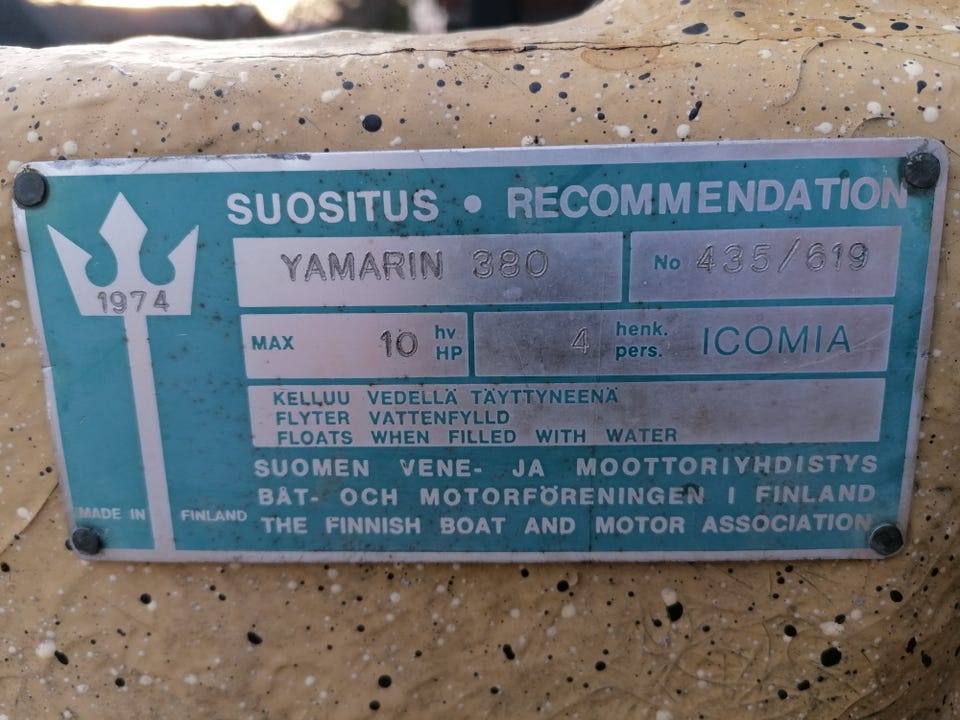 SUOSITUS • RECOMMENDATION
YAMARIN 380 No 435/619
1974
MAX 10 hv HP 4 henk. pers. ICOMIA
KELLUU VEDELLÄ TÄYTTYNEENÄ
FLYTER VATTENFYLLD
FLOATS WHEN FILLED WITH WATER
SUOMEN VENE- JA MOOTTORIYHDISTYS
BÅT- OCH MOTORFÖRENINGEN I FINLAND
MADE IN FINLAND
THE FINNISH BOAT AND MOTOR ASSOCIATION